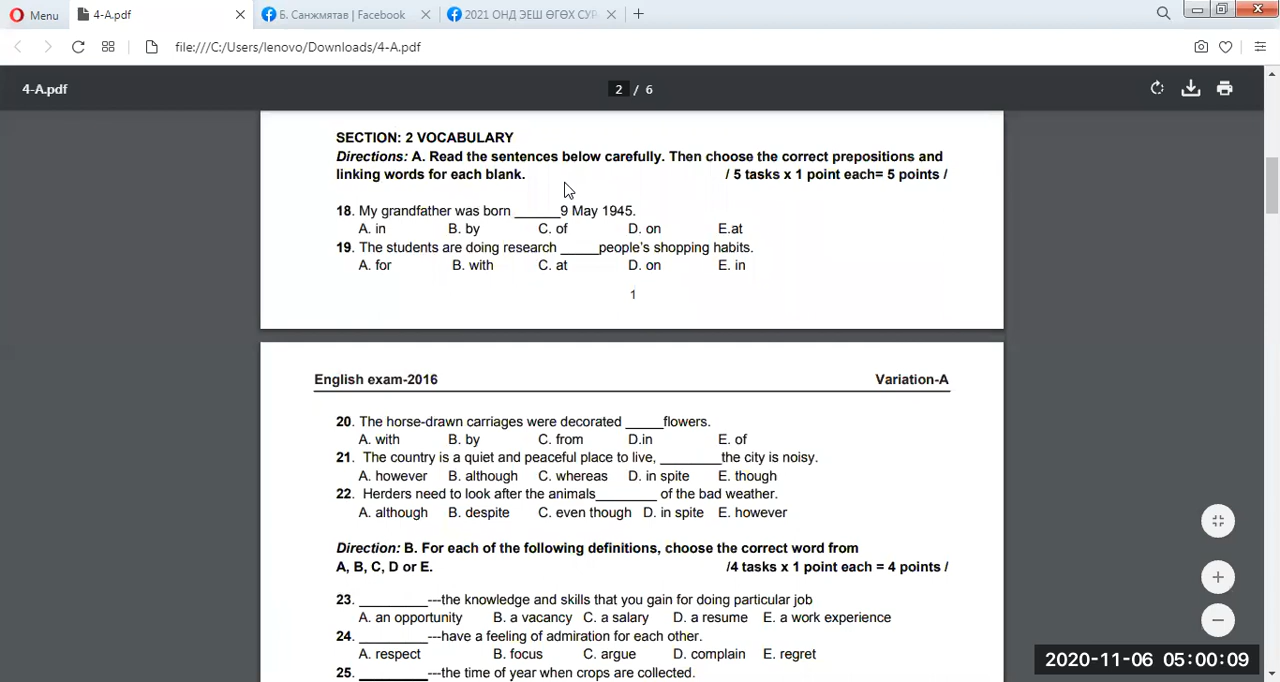 Menu
4-A.pdf
Б. Санжмятав | Facebook
2021 ОНД ЭЕШ ӨГӨХ СУР
file:///C:/Users/lenovo/Downloads/4-A.pdf
4-A.pdf
2 / 6
SECTION: 2 VOCABULARY
Directions: A. Read the sentences below carefully. Then choose the correct prepositions and
linking words for each blank. / 5 tasks x 1 point each= 5 points /
18. My grandfather was born ______9 May 1945.
A. in B. by C. of D. on E.at
19. The students are doing research _____people's shopping habits.
A. for B. with C. at D. on E. in
1
English exam-2016 Variation-A
20. The horse-drawn carriages were decorated _____flowers.
A. with B. by C. from D.in E. of
21. The country is a quiet and peaceful place to live, ________the city is noisy.
A. however B. although C. whereas D. in spite E. though
22. Herders need to look after the animals________ of the bad weather.
A. although B. despite C. even though D. in spite E. however
Direction: B. For each of the following definitions, choose the correct word from
A, B, C, D or E. /4 tasks x 1 point each = 4 points /
23. _________---the knowledge and skills that you gain for doing particular job
A. an opportunity B. a vacancy C. a salary D. a resume E. a work experience
24. _________---have a feeling of admiration for each other.
A. respect B. focus C. argue D. complain E. regret
25. _________---the time of year when crops are collected.
2020-11-06 05:00:09